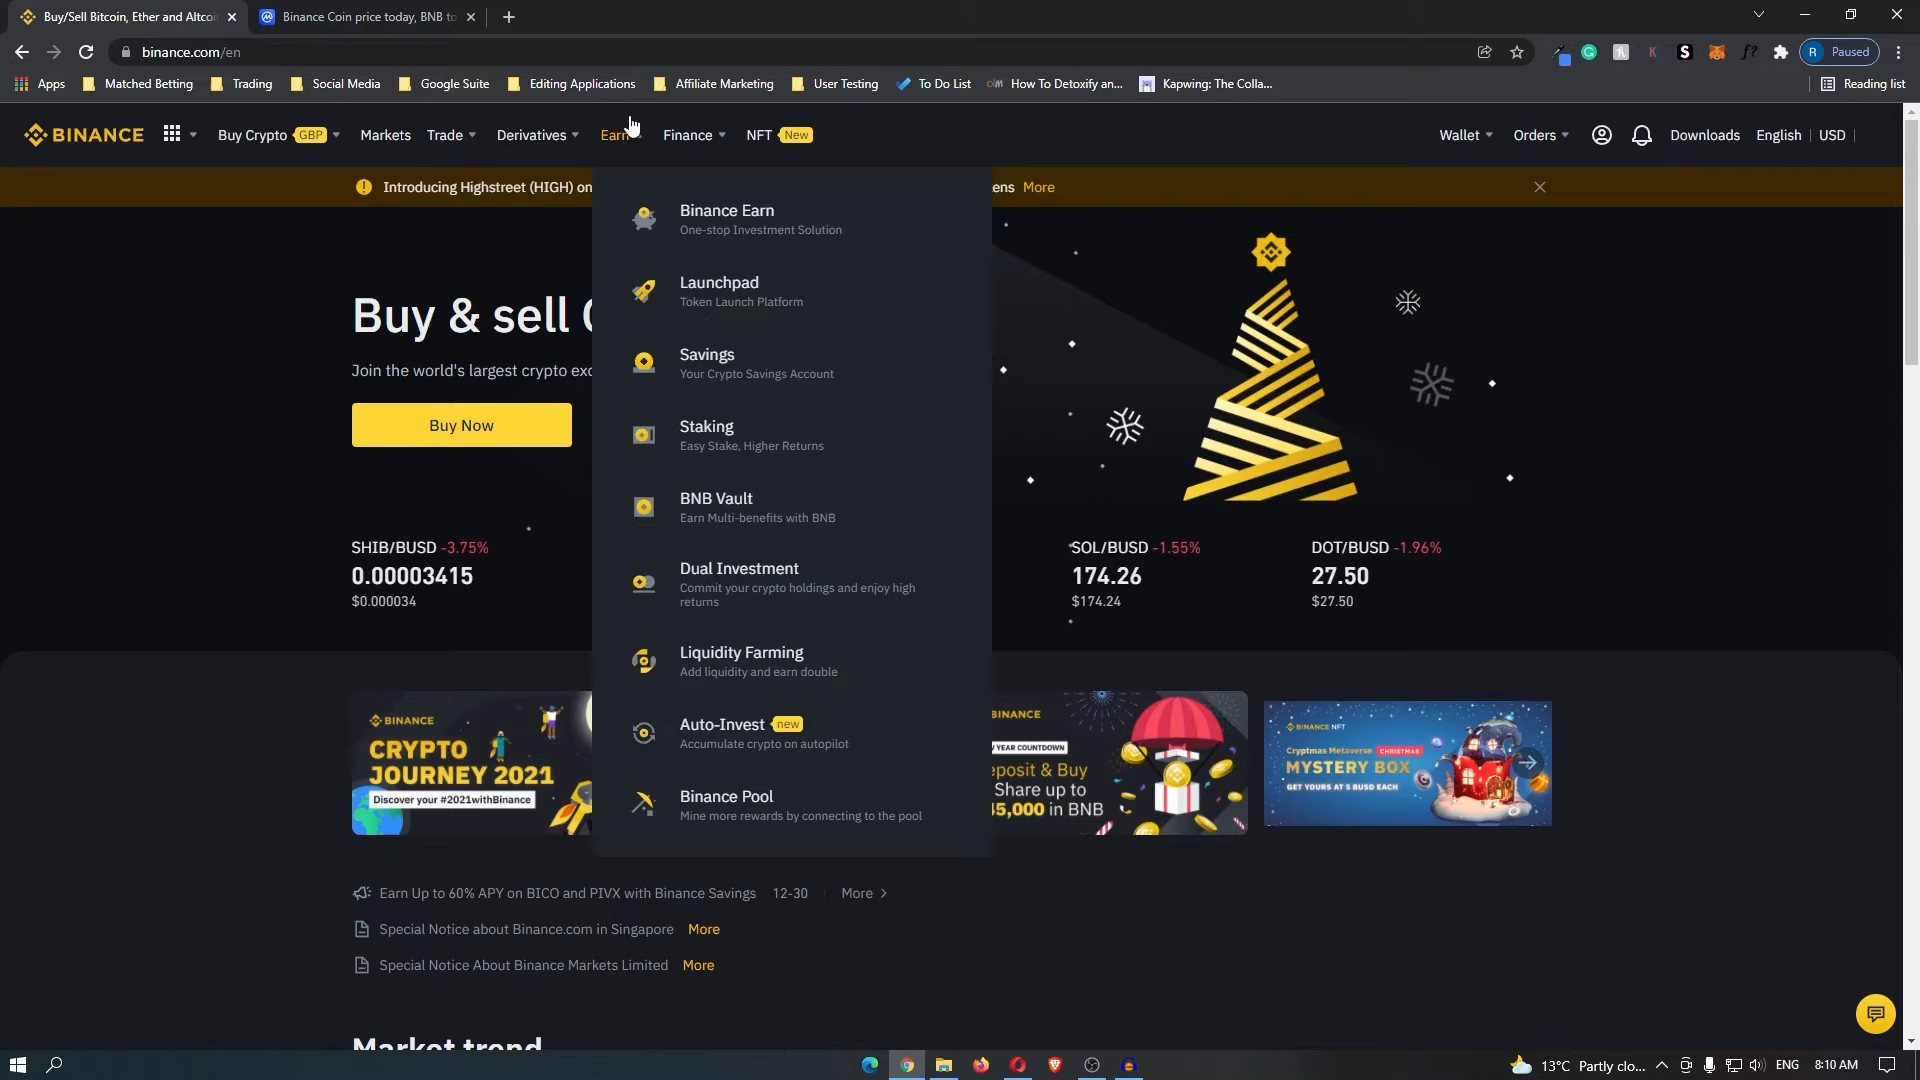 Buy/Sell Bitcoin, Ether and Altcoi
Binance Coin price today, BNB to
binance.com/en
Paused
Apps
Matched Betting
Trading
Social Media
Google Suite
Editing Applications
Affiliate Marketing
User Testing
To Do List
How To Detoxify an...
Kapwing: The Colla...
Reading list
BINANCE
Buy Crypto GBP
Markets
Trade
Derivatives
Earn
Finance
NFT New
Wallet
Orders
Downloads
English
USD
Introducing Highstreet (HIGH) on
ens More
Binance Earn
One-stop Investment Solution
Launchpad
Token Launch Platform
Savings
Your Crypto Savings Account
Staking
Easy Stake, Higher Returns
BNB Vault
Earn Multi-benefits with BNB
Dual Investment
Commit your crypto holdings and enjoy high
returns
Liquidity Farming
Add liquidity and earn double
Auto-Invest new
Accumulate crypto on autopilot
Binance Pool
Mine more rewards by connecting to the pool
Buy & sell
Join the world's largest crypto exc
Buy Now
SHIB/BUSD -3.75%
0.00003415
$0.000034
SOL/BUSD -1.55%
174.26
$174.24
DOT/BUSD -1.96%
27.50
$27.50
BINANCE
CRYPTO
JOURNEY 2021
Discover your #2021withBinance
BINANCE
YEAR COUNTDOWN
eposit & Buy
Share up to
45,000 in BNB
BINANCE NFT
Cryptmas Metaverse CHRISTMAS
MYSTERY BOX
GET YOURS AT 5 BUSD EACH
Earn Up to 60% APY on BICO and PIVX with Binance Savings 12-30 More
Special Notice about Binance.com in Singapore More
Special Notice About Binance Markets Limited More
Market trend
13°C Partly clo...
ENG
8:10 AM